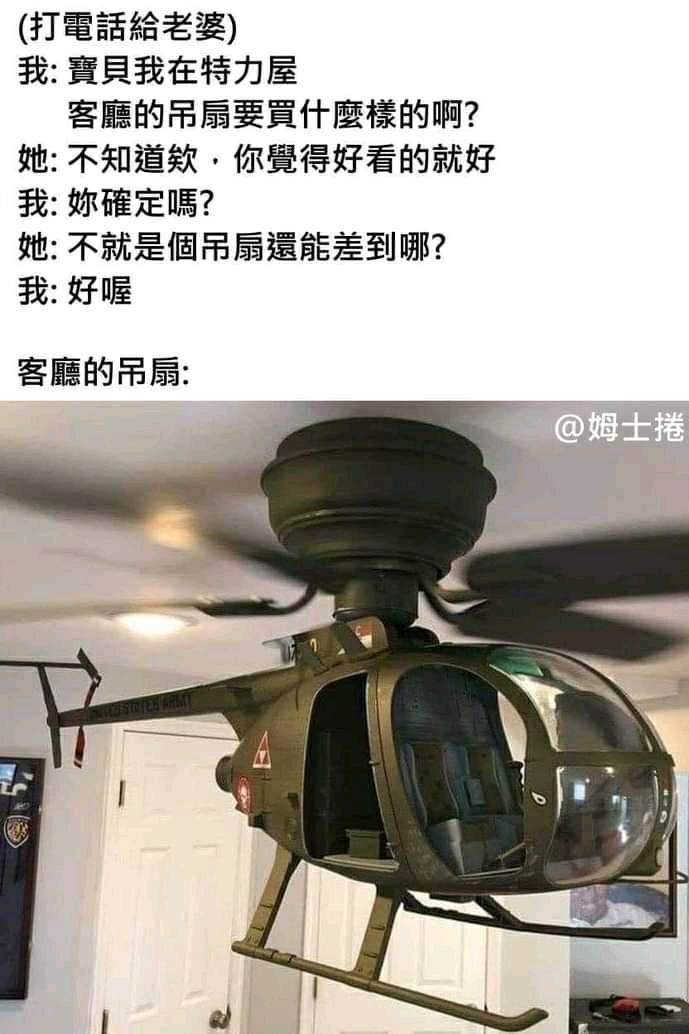 (打電話給老婆)
我: 寶貝我在特力屋
客廳的吊扇要買什麼樣的啊?
她: 不知道欸，你覺得好看的就好
我: 妳確定嗎?
她: 不就是個吊扇還能差到哪?
我: 好喔
客廳的吊扇:
@姆士捲
UNITED STATES ARMY